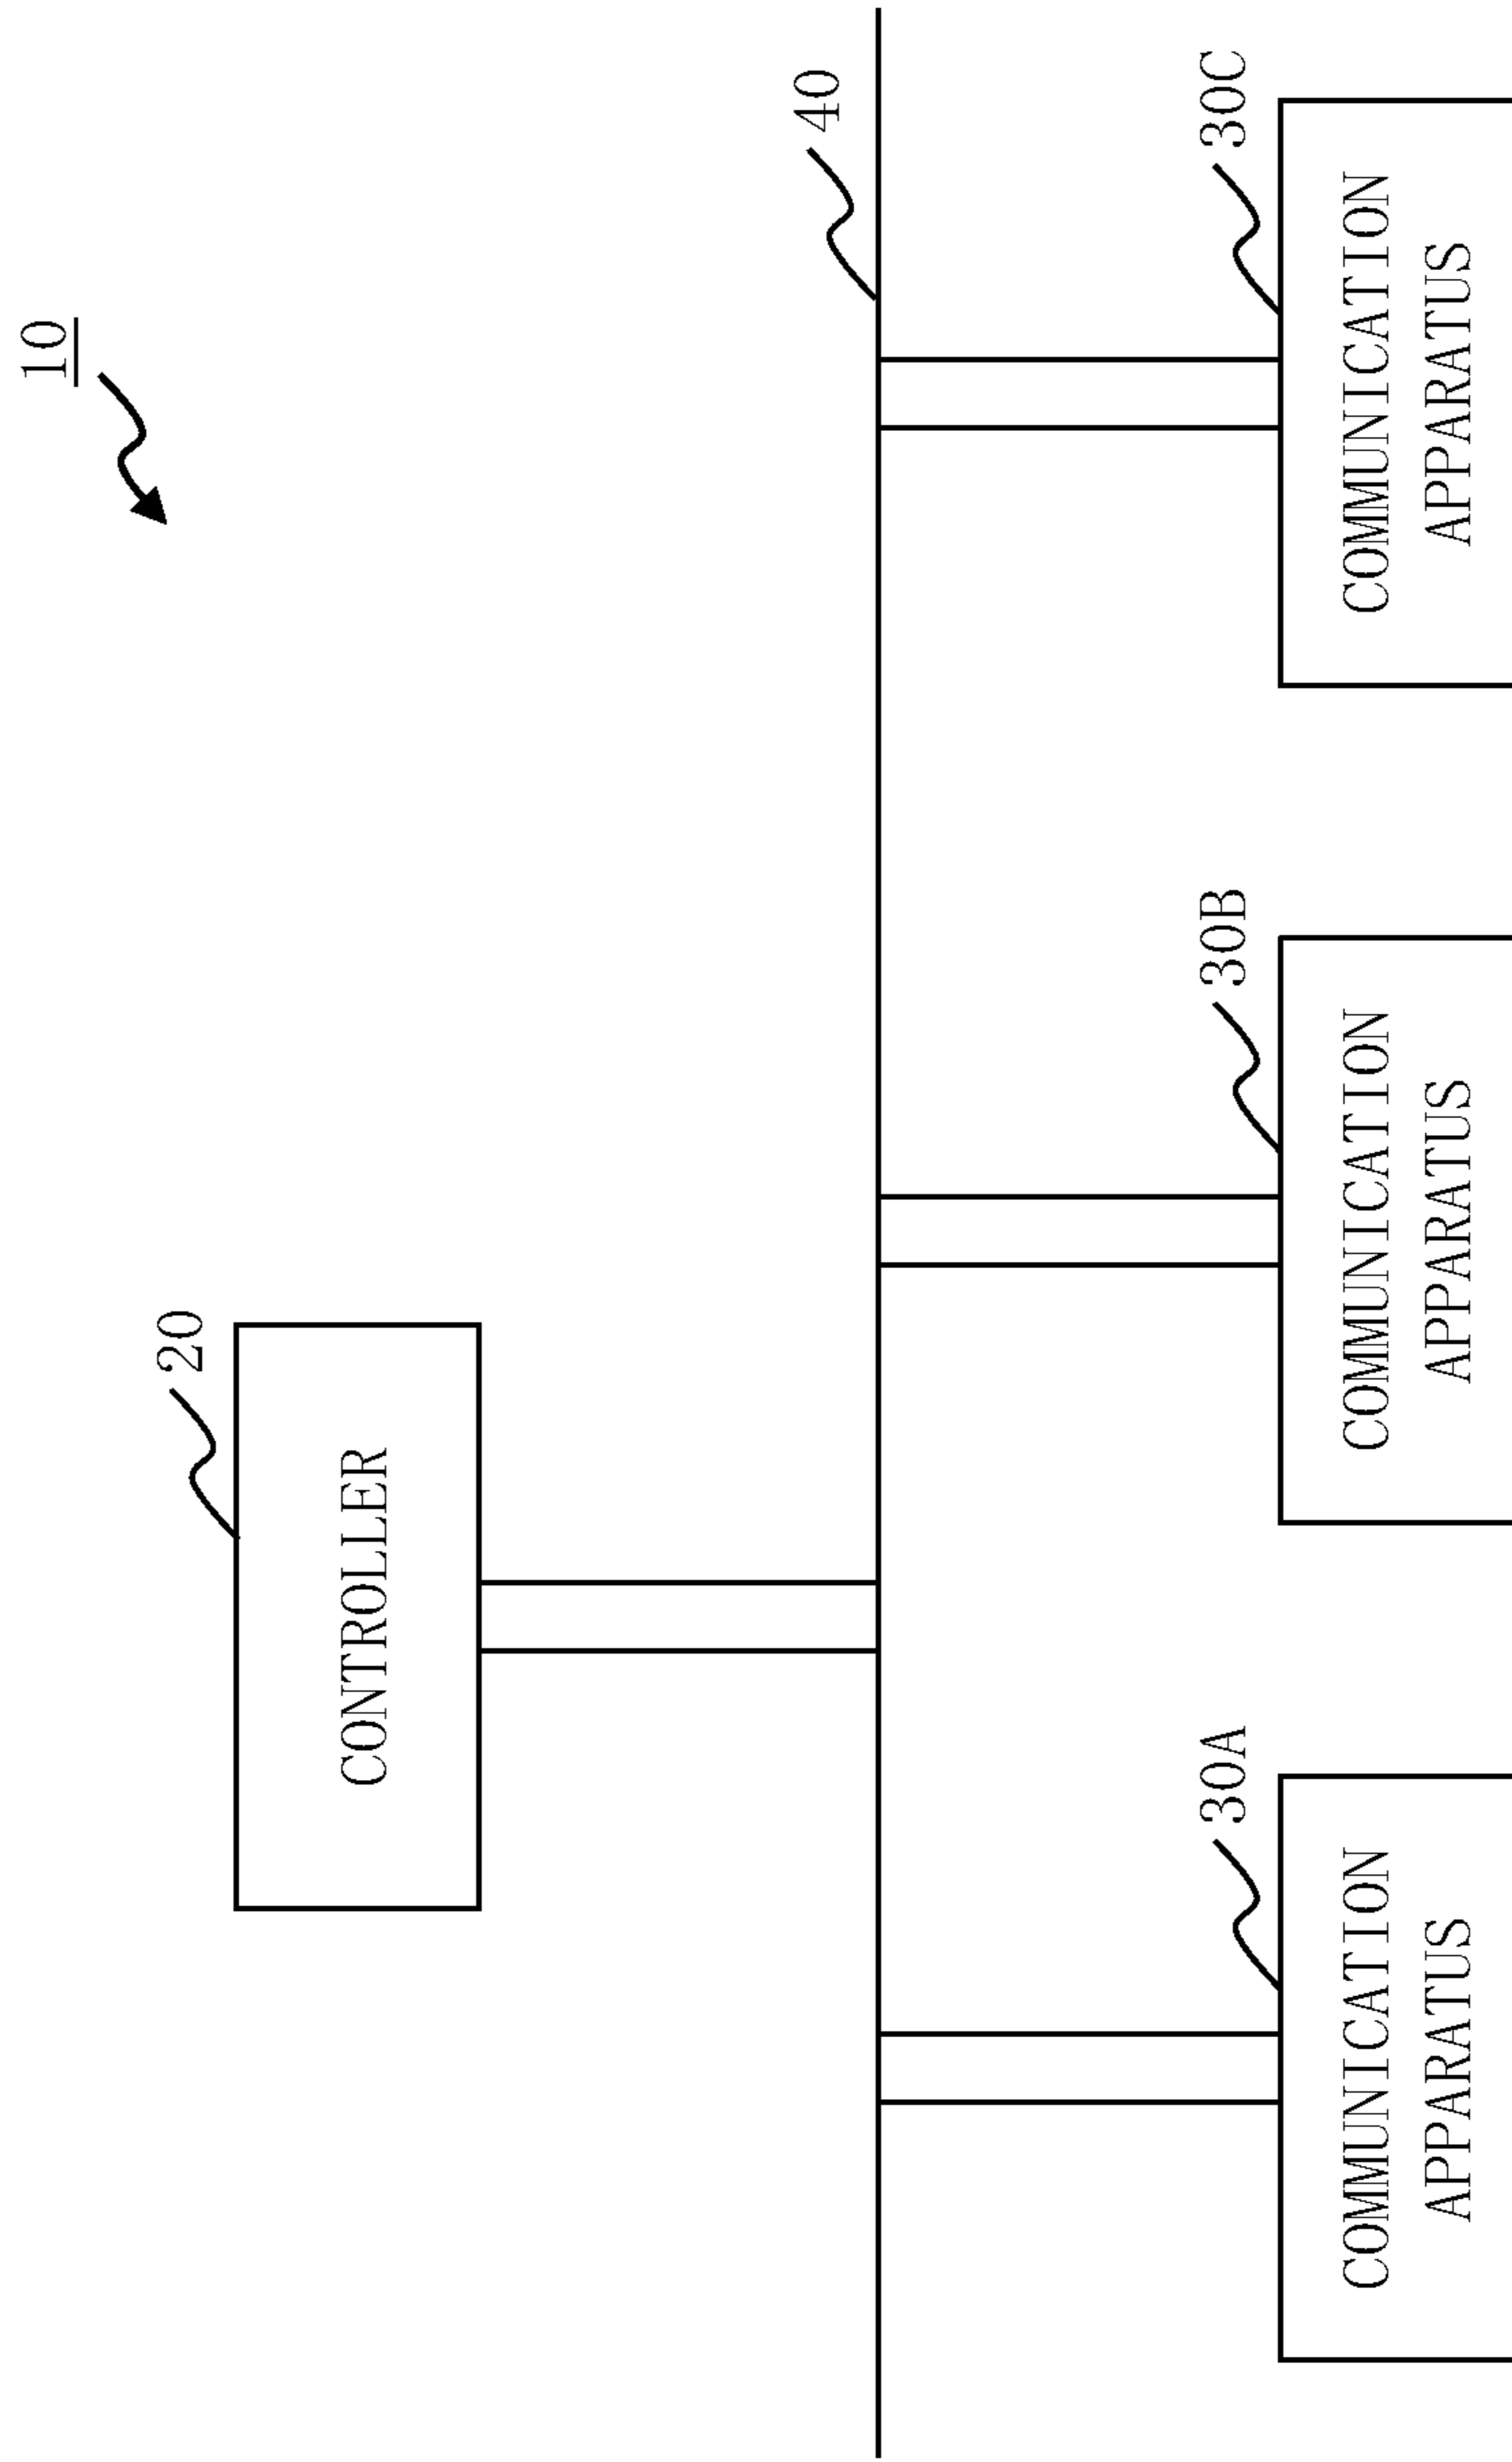 10
20
CONTROLLER
40
30A
COMMUNICATION
APPARATUS
30B
COMMUNICATION
APPARATUS
30C
COMMUNICATION
APPARATUS